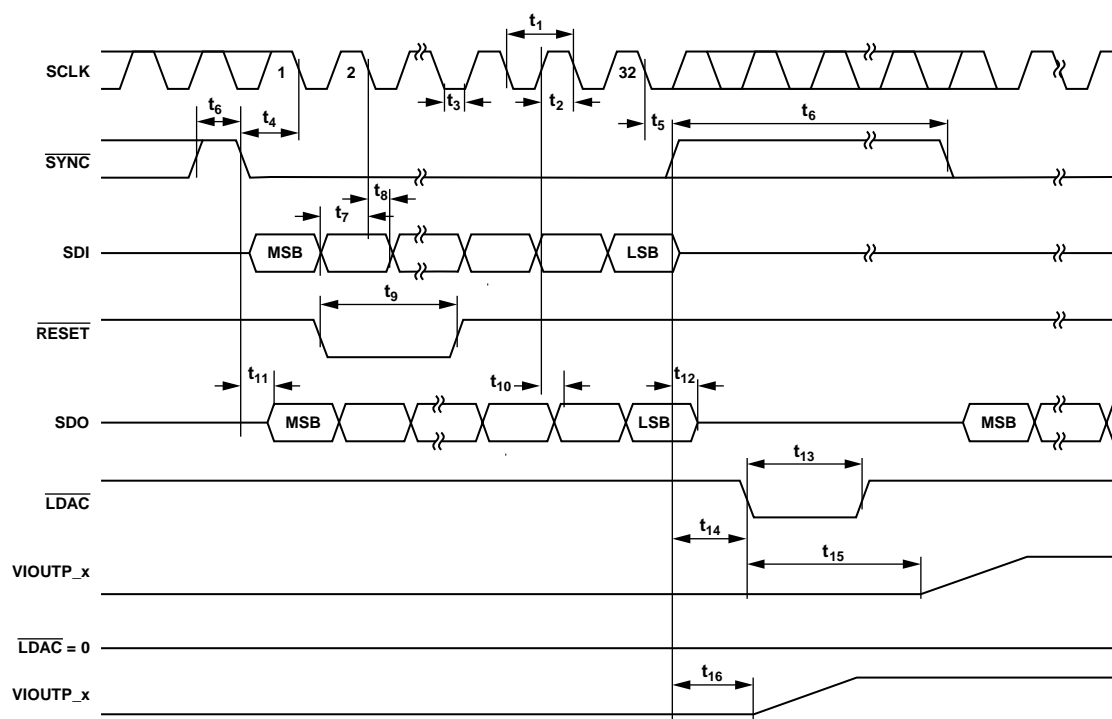 t1
SCLK
1
2
32
t3
t2
t6
t4
t5
t6
SYNC
t7
t8
SDI
MSB
LSB
t9
RESET
t11
t10
t12
SDO
MSB
LSB
MSB
t13
LDAC
t14
t15
VIOUTP_x
LDAC = 0
t16
VIOUTP_x